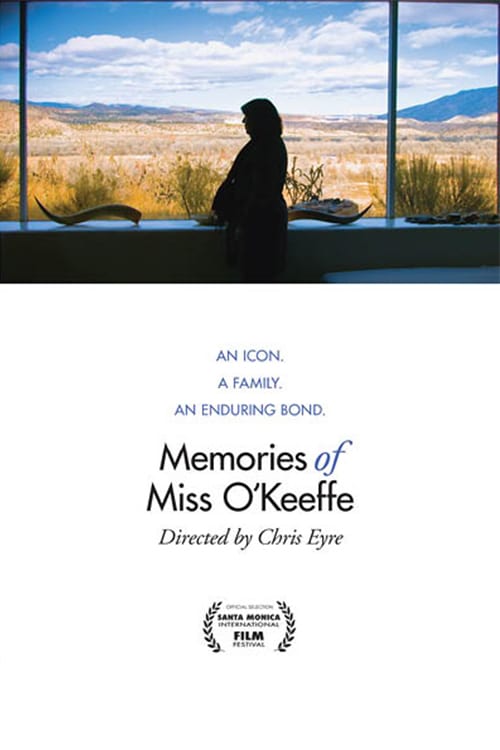 AN ICON.
A FAMILY.
AN ENDURING BOND.
Memories of
Miss O'Keeffe
Directed by Chris Eyre
OFFICIAL SELECTION
SANTA MONICA
INTERNATIONAL
FILM
FESTIVAL